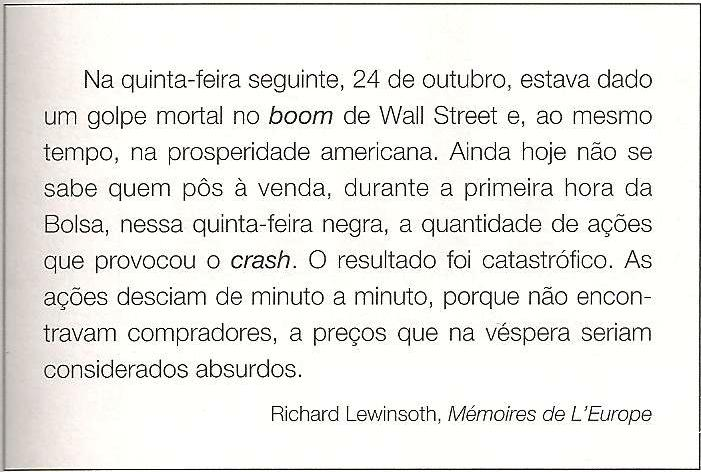 Na quinta-feira seguinte, 24 de outubro, estava dado
um golpe mortal no boom de Wall Street e, ao mesmo
tempo, na prosperidade americana. Ainda hoje não se
sabe quem pôs à venda, durante a primeira hora da
Bolsa, nessa quinta-feira negra, a quantidade de ações
que provocou o crash. O resultado foi catastrófico. As
ações desciam de minuto a minuto, porque não encon-
travam compradores, a preços que na véspera seriam
considerados absurdos.
Richard Lewinsoth, Mémoires de L'Europe